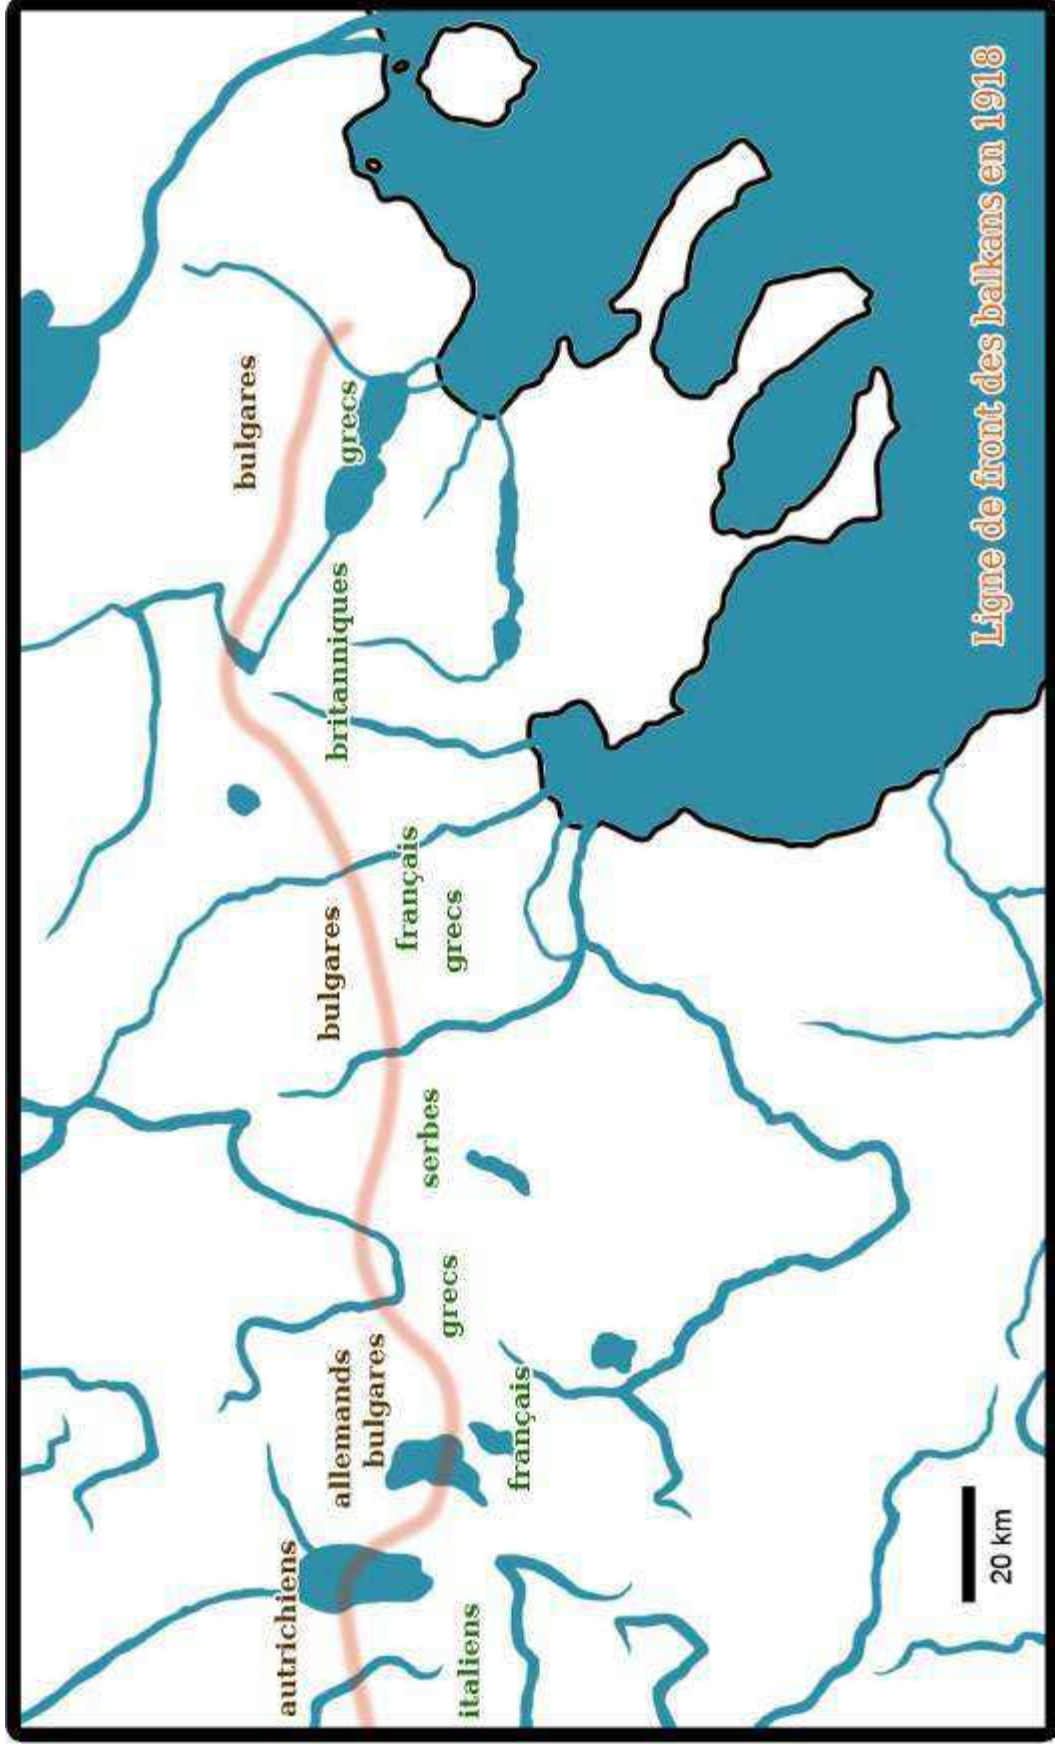 autrichiens
allemands
bulgares
bulgares
bulgares
italiens
français
grecs
serbes
français
grecs
britanniques
grecs
20 km
Ligne de front des balkans en 1918